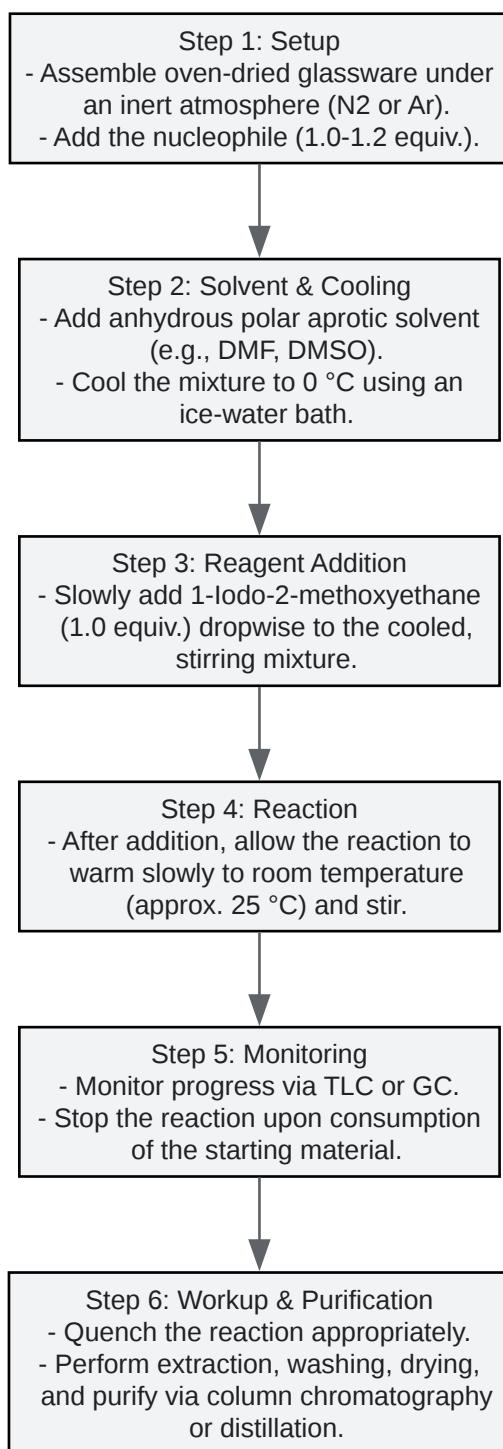 Step 1: Setup
- Assemble oven-dried glassware under
an inert atmosphere (N2 or Ar).
- Add the nucleophile (1.0-1.2 equiv.).
Step 2: Solvent & Cooling
- Add anhydrous polar aprotic solvent
(e.g., DMF, DMSO).
- Cool the mixture to 0 °C using an
ice-water bath.
Step 3: Reagent Addition
- Slowly add 1-Iodo-2-methoxyethane
(1.0 equiv.) dropwise to the cooled,
stirring mixture.
Step 4: Reaction
- After addition, allow the reaction to
warm slowly to room temperature
(approx. 25 °C) and stir.
Step 5: Monitoring
- Monitor progress via TLC or GC.
- Stop the reaction upon consumption
of the starting material.
Step 6: Workup & Purification
- Quench the reaction appropriately.
- Perform extraction, washing, drying,
and purify via column chromatography
or distillation.